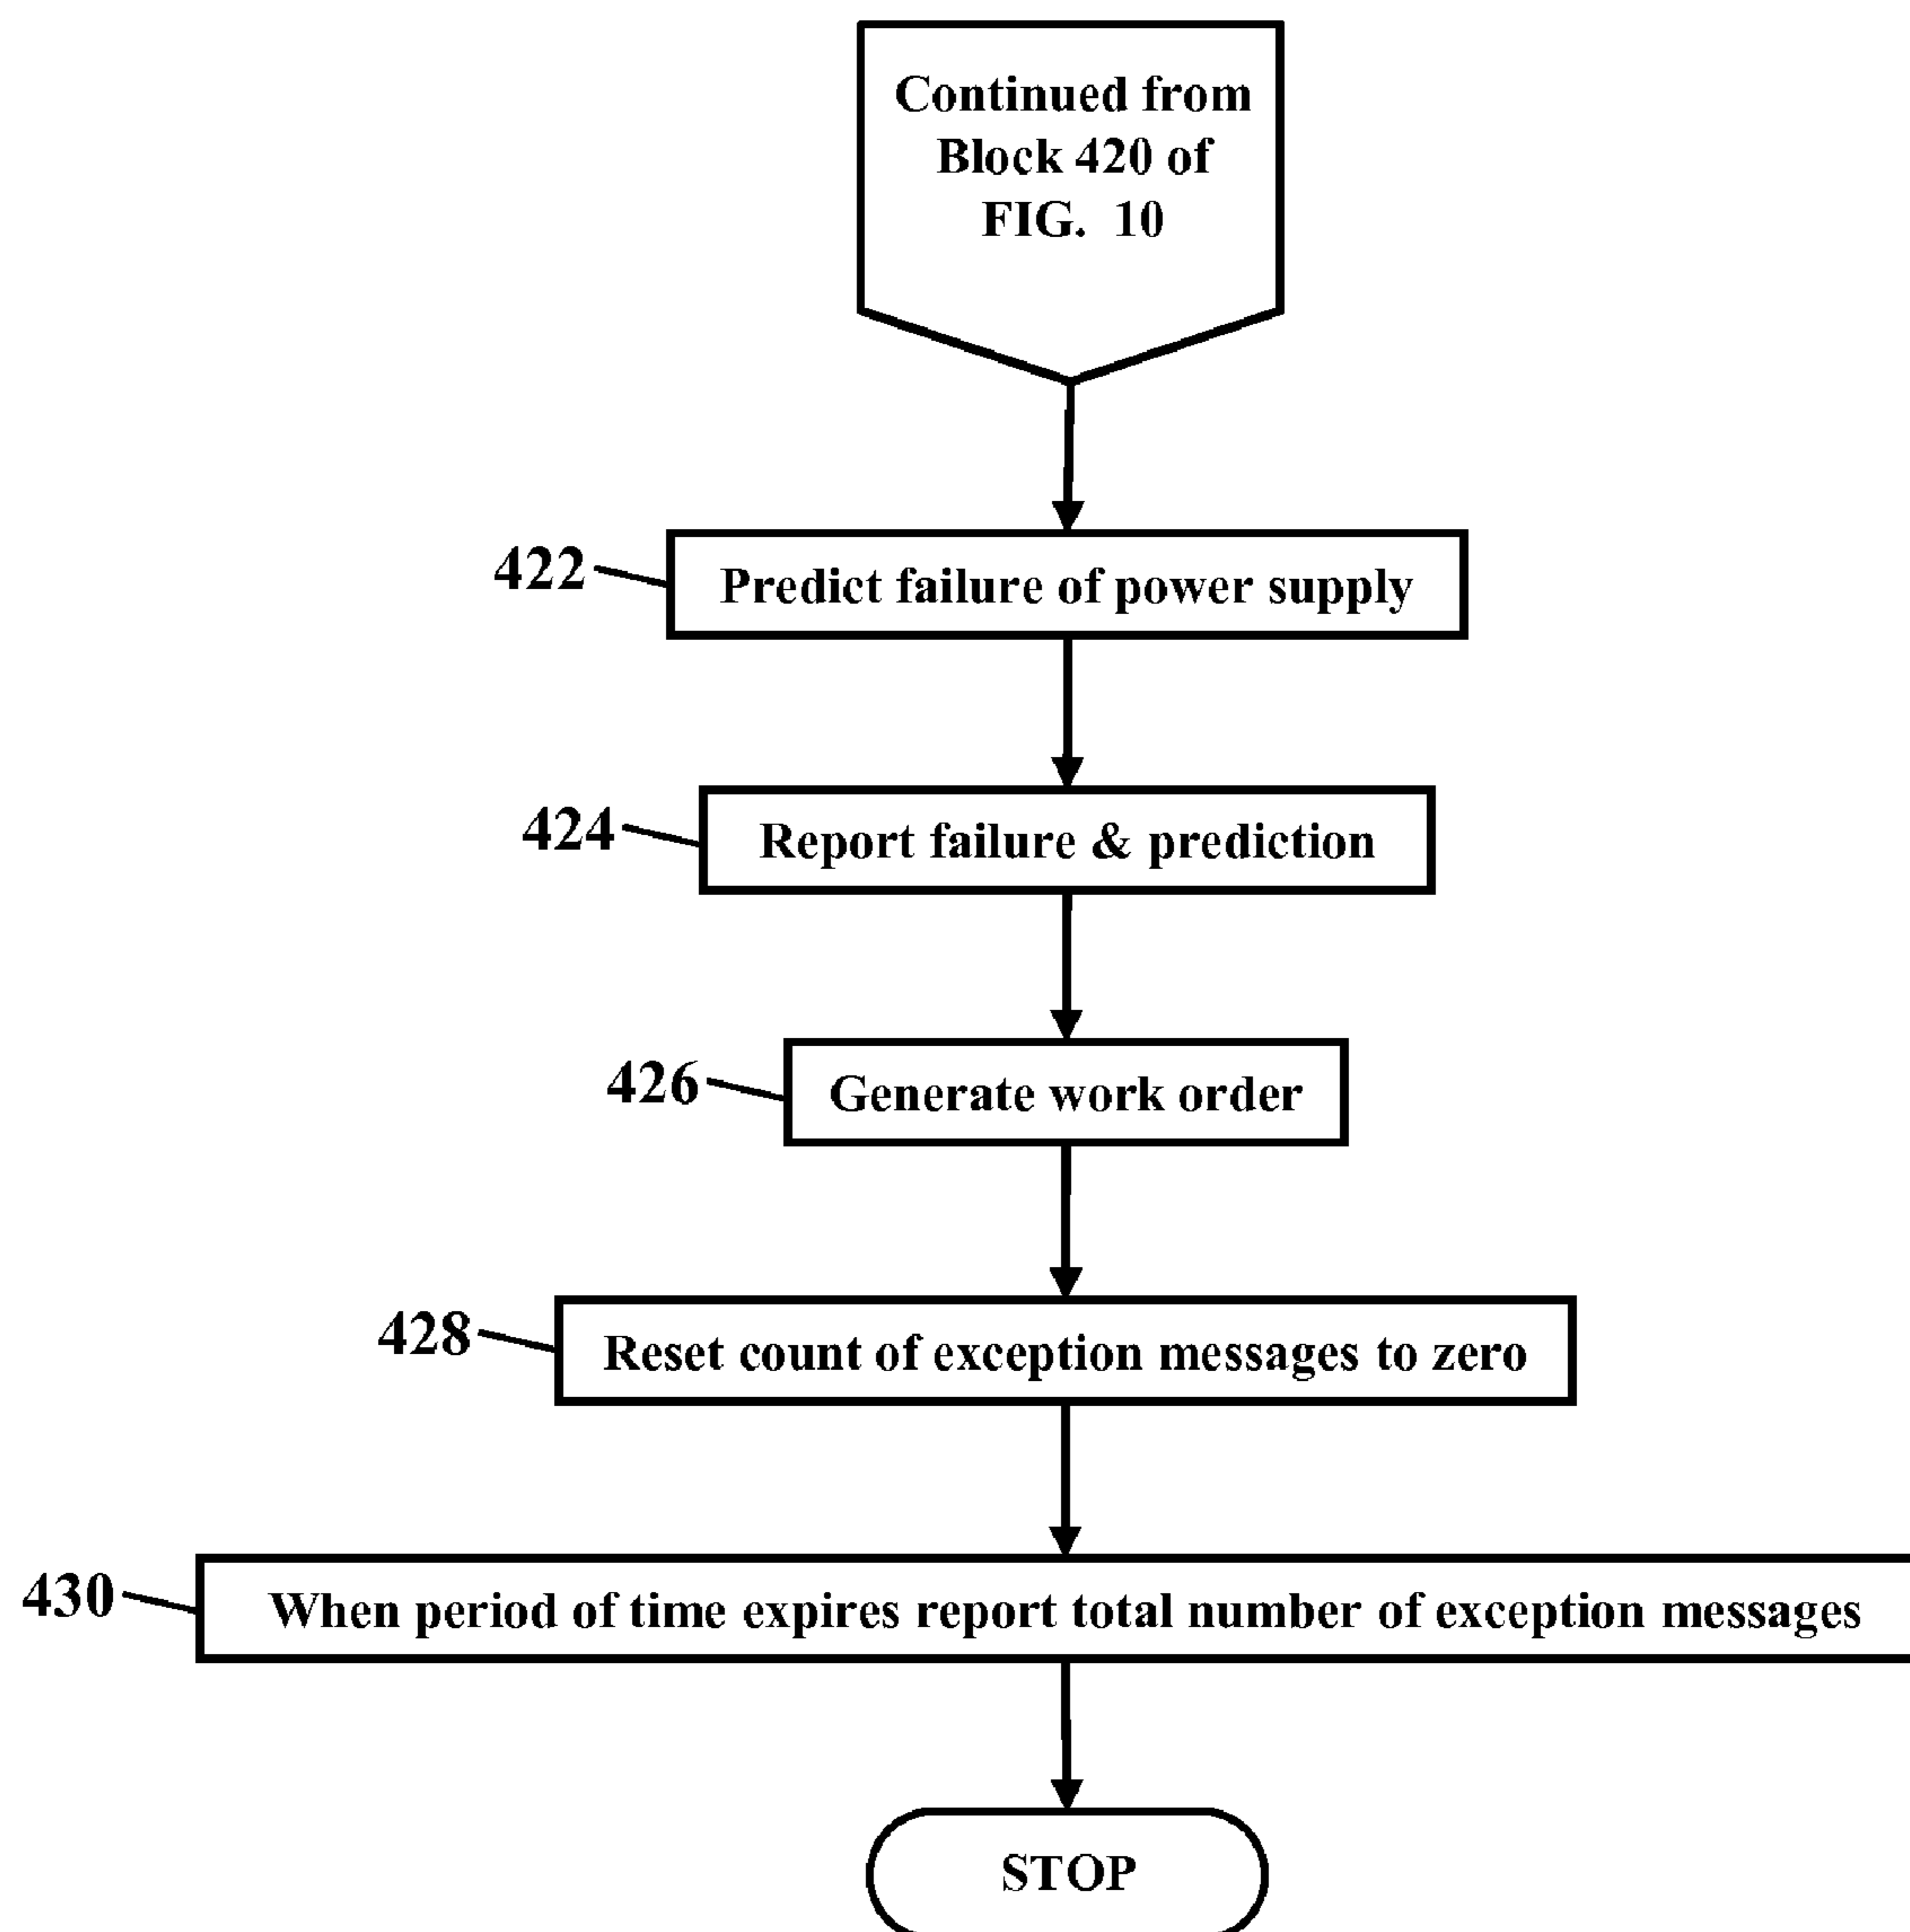 Continued from
Block 420 of
FIG. 10
422
Predict failure of power supply
424
Report failure & prediction
426
Generate work order
428
Reset count of exception messages to zero
430
When period of time expires report total number of exception messages
STOP